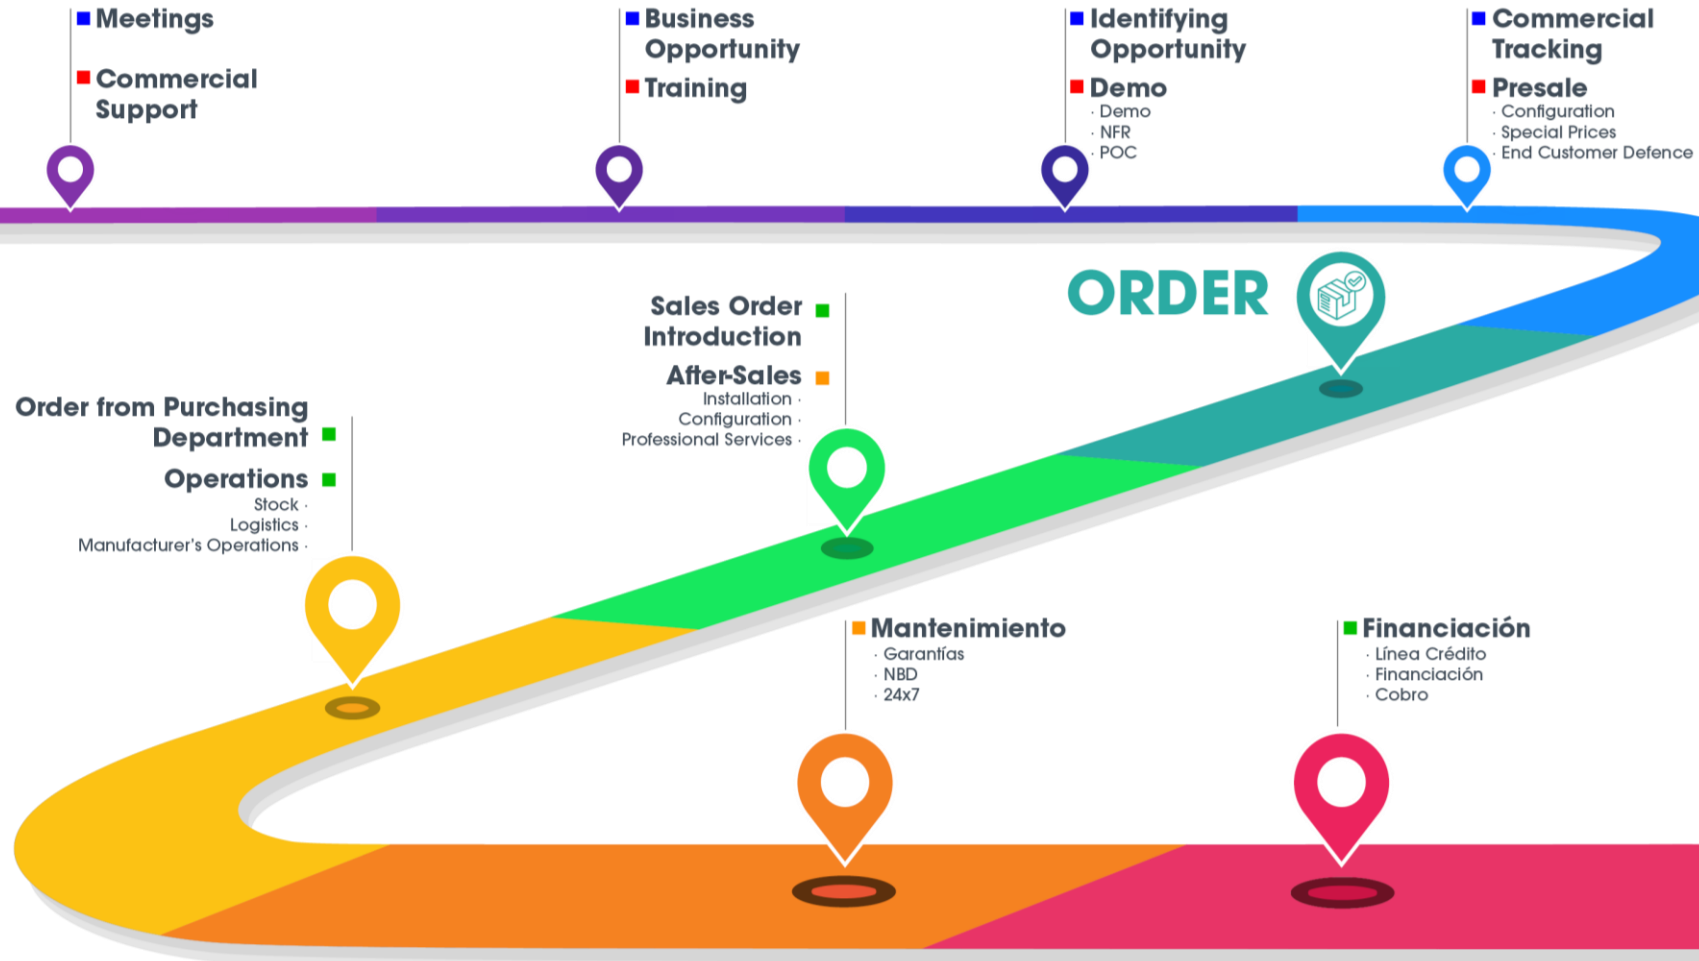 Meetings
Commercial
Support
Business
Opportunity
Training
Identifying
Opportunity
Demo
· Demo
· NFR
· POC
Commercial
Tracking
Presale
· Configuration
· Special Prices
· End Customer Defence
ORDER
Sales Order
Introduction
After-Sales
Installation ·
Configuration ·
Professional Services ·
Order from Purchasing
Department
Operations
Stock ·
Logistics ·
Manufacturer's Operations ·
Mantenimiento
· Garantías
· NBD
· 24x7
Financiación
· Línea Crédito
· Financiación
· Cobro